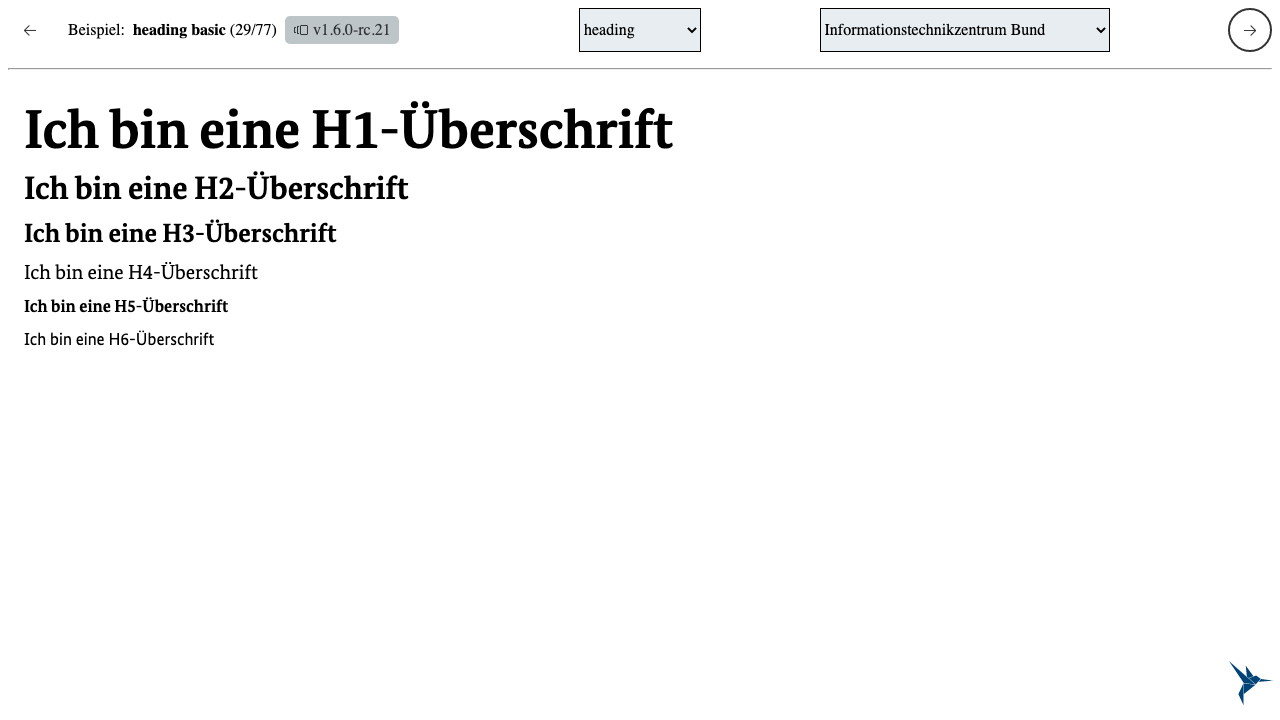 ← Beispiel: heading basic (29/77) v1.6.0-rc.21 heading Informationstechnikzentrum Bund →
Ich bin eine H1-Überschrift
Ich bin eine H2-Überschrift
Ich bin eine H3-Überschrift
Ich bin eine H4-Überschrift
Ich bin eine H5-Überschrift
Ich bin eine H6-Überschrift